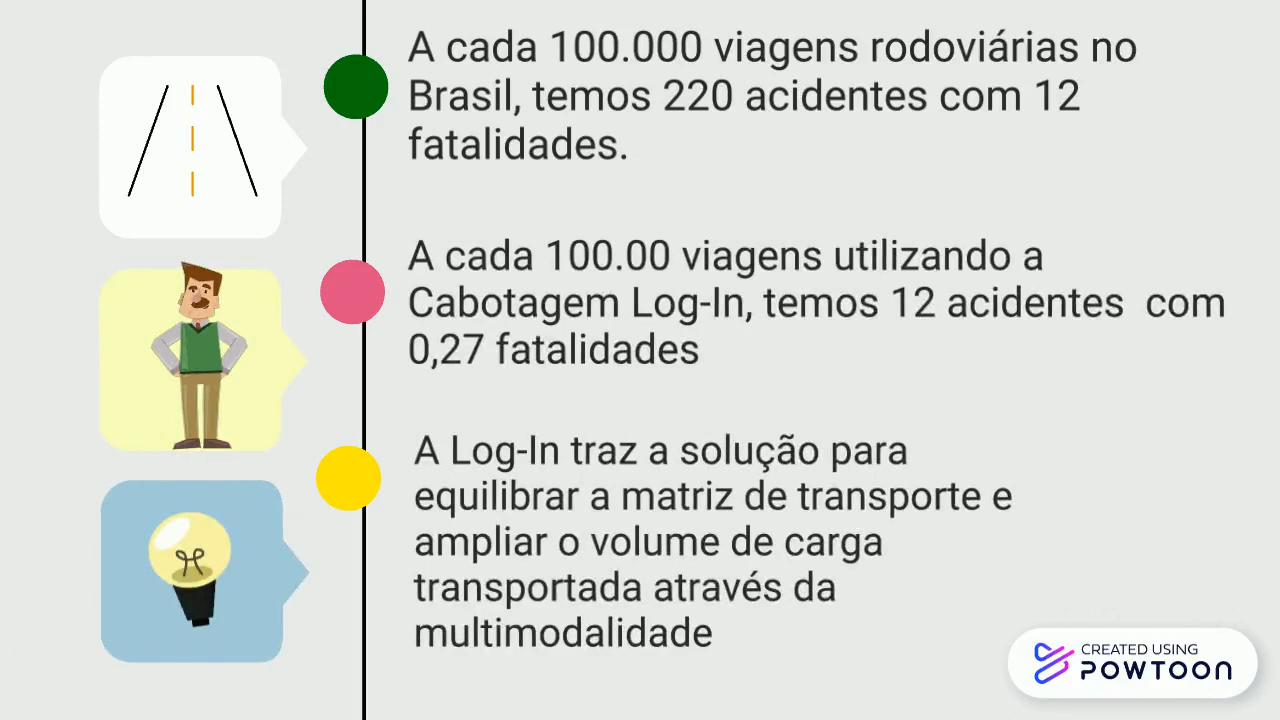 A cada 100.000 viagens rodoviárias no
Brasil, temos 220 acidentes com 12
fatalidades.
A cada 100.00 viagens utilizando a
Cabotagem Log-In, temos 12 acidentes  com
0,27 fatalidades
A Log-In traz a solução para
equilibrar a matriz de transporte e
ampliar o volume de carga
transportada através da
multimodalidade
CREATED USING
POWTOON